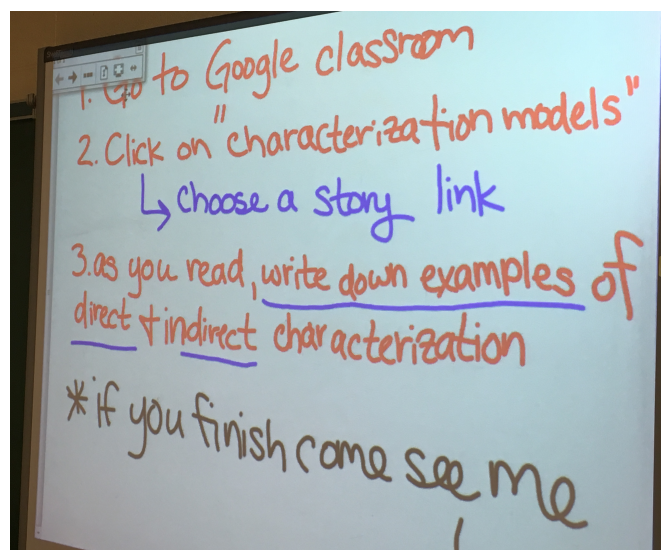 1. Go to Google classroom
2. Click on "characterization models"
↳ choose a story link
3. as you read, write down examples of
direct + indirect characterization
* if you finish come see me